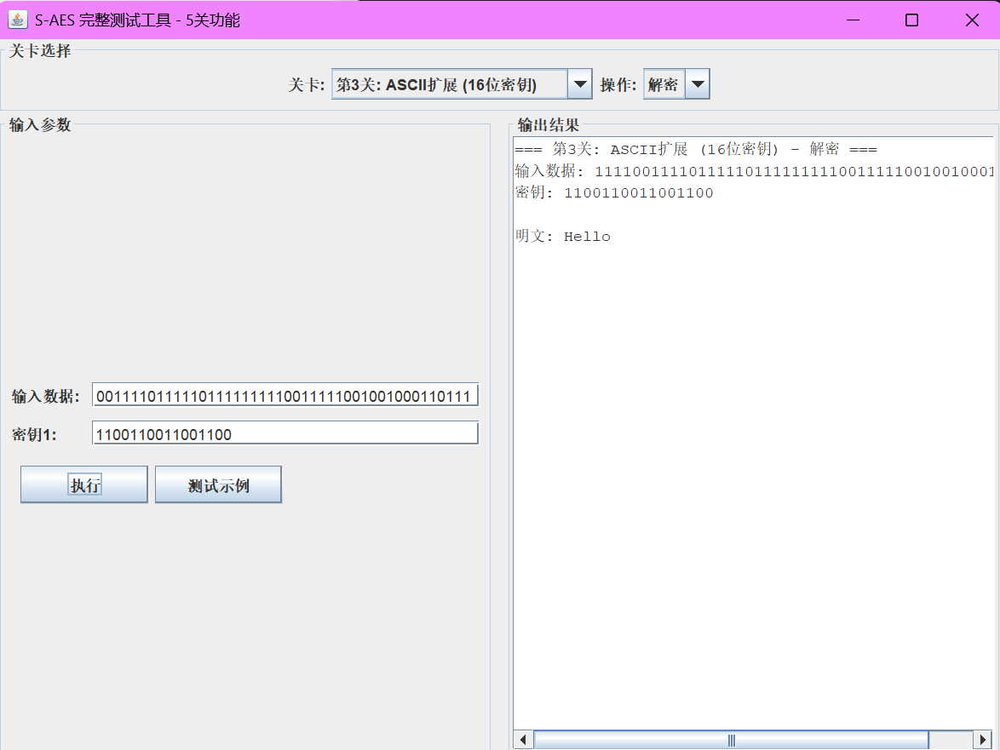 S-AES 完整测试工具 - 5关功能
关卡选择
关卡: 第3关: ASCII扩展 (16位密钥) 操作: 解密
输入参数
输入数据: 0011110111110111111111100111110010010001​10111
密钥1: 1100110011001100
执行 测试示例
输出结果
=== 第3关: ASCII扩展 (16位密钥) - 解密 ===
输入数据: 1111001111011111011111111110011111001001​0001
密钥: 1100110011001100
明文: Hello